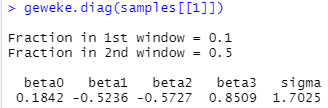 > geweke.diag(samples[[1]])
Fraction in 1st window = 0.1
Fraction in 2nd window = 0.5
beta0 beta1 beta2 beta3 sigma
0.1842 -0.5236 -0.5727 0.8509 1.7025